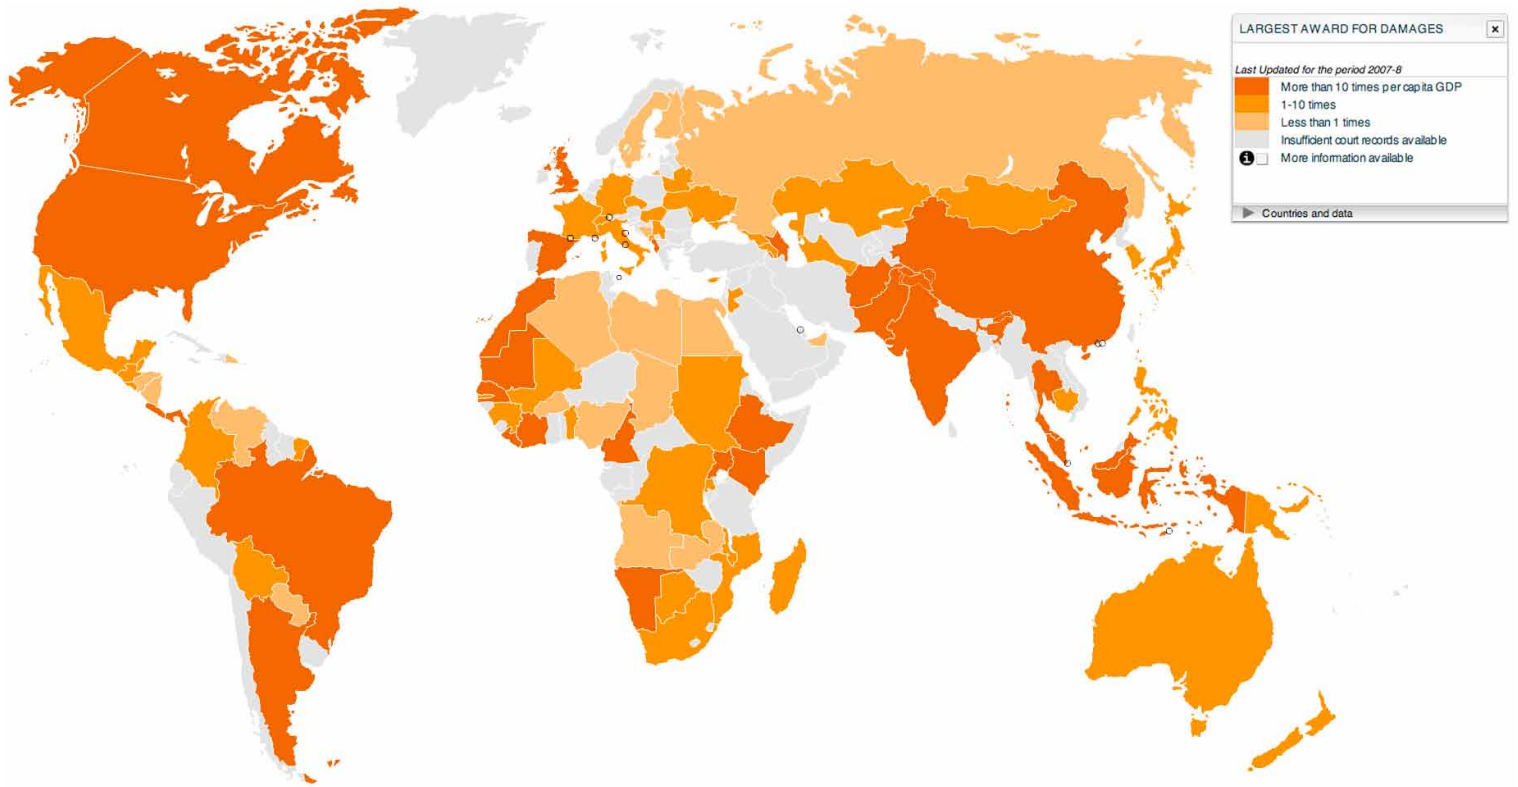 LARGEST AWARD FOR DAMAGES
Last Updated for the period 2007-8
More than 10 times per capita GDP
1-10 times
Less than 1 times
Insufficient court records available
More information available
Countries and data